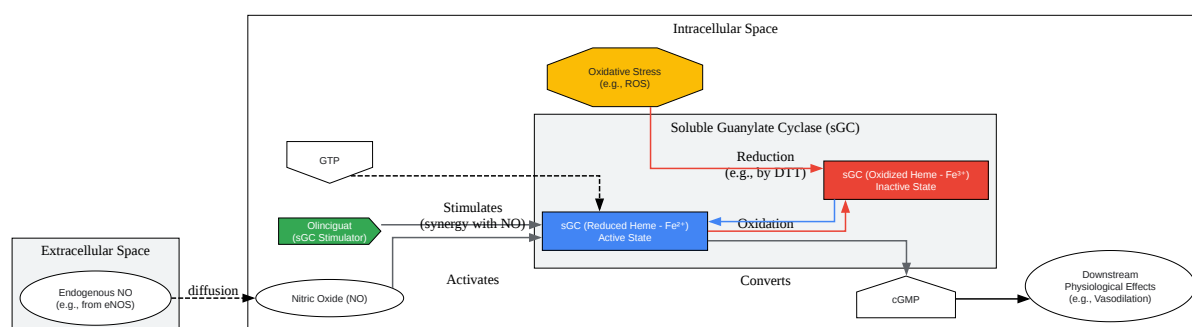 Intracellular Space
Oxidative Stress
(e.g., ROS)
Soluble Guanylate Cyclase (sGC)
GTP
Reduction
(e.g., by DTT)
sGC (Oxidized Heme - Fe³⁺)
Inactive State
Olinciguat
(sGC Stimulator)
Stimulates
(synergy with NO)
sGC (Reduced Heme - Fe²⁺)
Active State
Oxidation
Extracellular Space
Endogenous NO
(e.g., from eNOS)
diffusion
Nitric Oxide (NO)
Activates
Converts
cGMP
Downstream
Physiological Effects
(e.g., Vasodilation)